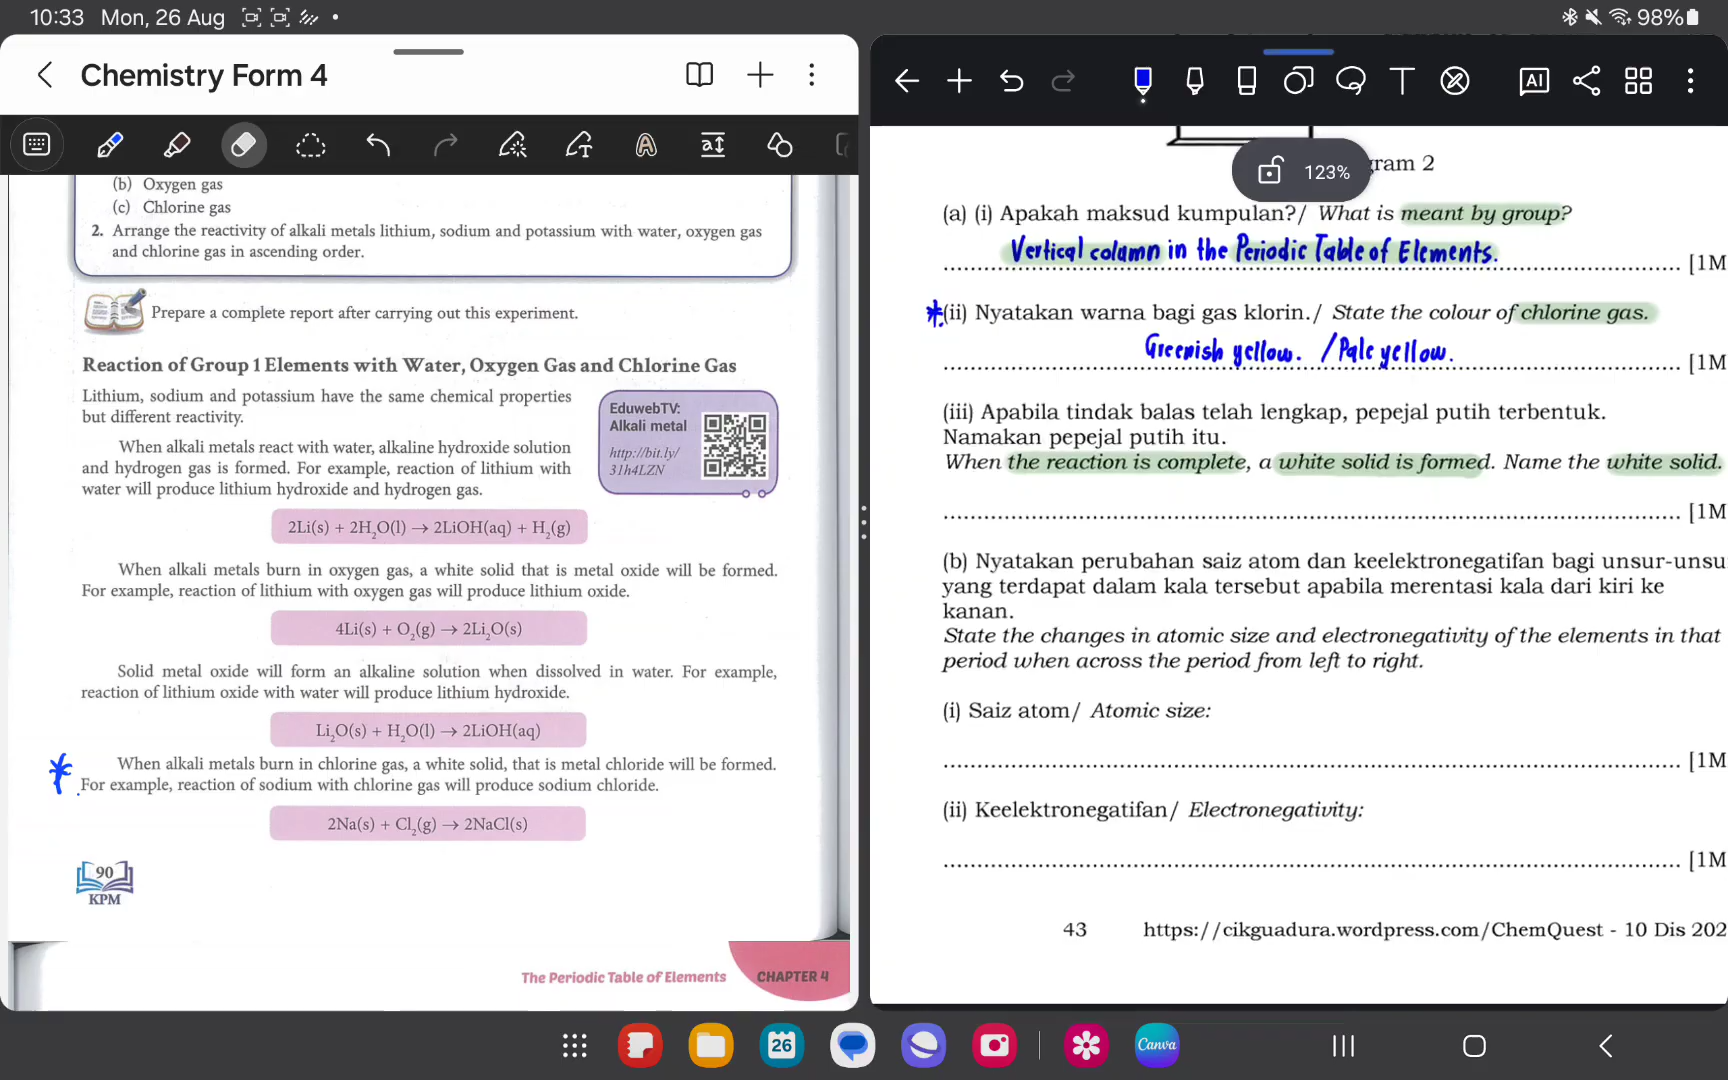 10:33 Mon, 26 Aug
98%
Chemistry Form 4
(b) Oxygen gas
(c) Chlorine gas
2. Arrange the reactivity of alkali metals lithium, sodium and potassium with water, oxygen gas
and chlorine gas in ascending order.
Prepare a complete report after carrying out this experiment.
Reaction of Group 1 Elements with Water, Oxygen Gas and Chlorine Gas
Lithium, sodium and potassium have the same chemical properties
but different reactivity.
When alkali metals react with water, alkaline hydroxide solution
and hydrogen gas is formed. For example, reaction of lithium with
water will produce lithium hydroxide and hydrogen gas.
EduwebTV:
Alkali metal
http://bit.ly/
31h4LZN
2Li(s) + 2H₂O(l) → 2LiOH(aq) + H₂(g)
When alkali metals burn in oxygen gas, a white solid that is metal oxide will be formed.
For example, reaction of lithium with oxygen gas will produce lithium oxide.
4Li(s) + O₂(g) → 2Li₂O(s)
Solid metal oxide will form an alkaline solution when dissolved in water. For example,
reaction of lithium oxide with water will produce lithium hydroxide.
Li₂O(s) + H₂O(l) → 2LiOH(aq)
* When alkali metals burn in chlorine gas, a white solid, that is metal chloride will be formed.
For example, reaction of sodium with chlorine gas will produce sodium chloride.
2Na(s) + Cl₂(g) → 2NaCl(s)
90
KPM
The Periodic Table of Elements CHAPTER 4
AI
123%
gram 2
(a) (i) Apakah maksud kumpulan?/ What is meant by group?
Vertical column in the Periodic Table of Elements.
[1M
*(ii) Nyatakan warna bagi gas klorin./ State the colour of chlorine gas.
Greenish yellow. / Pale yellow.
[1M
(iii) Apabila tindak balas telah lengkap, pepejal putih terbentuk.
Namakan pepejal putih itu.
When the reaction is complete, a white solid is formed. Name the white solid.
[1M
(b) Nyatakan perubahan saiz atom dan keelektronegatifan bagi unsur-unsu
yang terdapat dalam kala tersebut apabila merentasi kala dari kiri ke
kanan.
State the changes in atomic size and electronegativity of the elements in that
period when across the period from left to right.
(i) Saiz atom/ Atomic size:
[1M
(ii) Keelektronegatifan/ Electronegativity:
[1M
43 https://cikguadura.wordpress.com/ChemQuest - 10 Dis 202
26
Canva